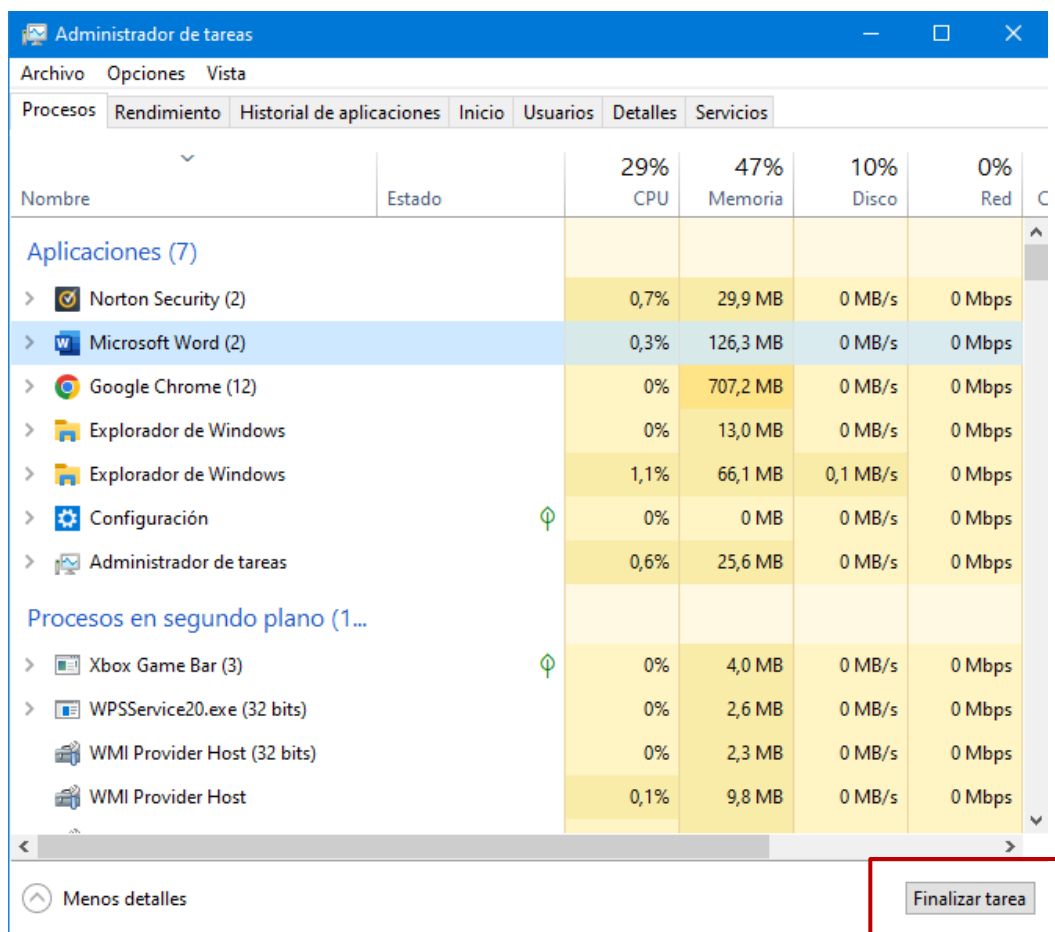 Administrador de tareas
Archivo Opciones Vista
Procesos Rendimiento Historial de aplicaciones Inicio Usuarios Detalles Servicios
29% 47% 10% 0%
Nombre Estado CPU Memoria Disco Red C
Aplicaciones (7)
Norton Security (2) 0,7% 29,9 MB 0 MB/s 0 Mbps
Microsoft Word (2) 0,3% 126,3 MB 0 MB/s 0 Mbps
Google Chrome (12) 0% 707,2 MB 0 MB/s 0 Mbps
Explorador de Windows 0% 13,0 MB 0 MB/s 0 Mbps
Explorador de Windows 1,1% 66,1 MB 0,1 MB/s 0 Mbps
Configuración 0% 0 MB 0 MB/s 0 Mbps
Administrador de tareas 0,6% 25,6 MB 0 MB/s 0 Mbps
Procesos en segundo plano (1...
Xbox Game Bar (3) 0% 4,0 MB 0 MB/s 0 Mbps
WPSService20.exe (32 bits) 0% 2,6 MB 0 MB/s 0 Mbps
WMI Provider Host (32 bits) 0% 2,3 MB 0 MB/s 0 Mbps
WMI Provider Host 0,1% 9,8 MB 0 MB/s 0 Mbps
Menos detalles Finalizar tarea